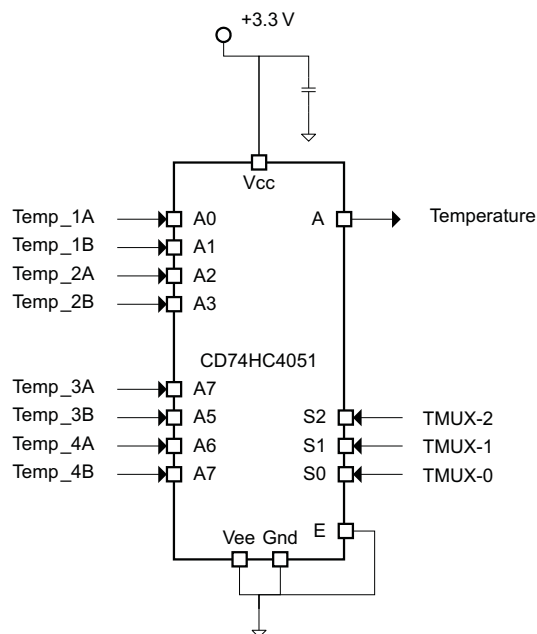 +3.3 V
Vcc
Temp_1A A0 A Temperature
Temp_1B A1
Temp_2A A2
Temp_2B A3
CD74HC4051
Temp_3A A7
Temp_3B A5 S2 TMUX-2
Temp_4A A6 S1 TMUX-1
Temp_4B A7 S0 TMUX-0
E
Vee Gnd